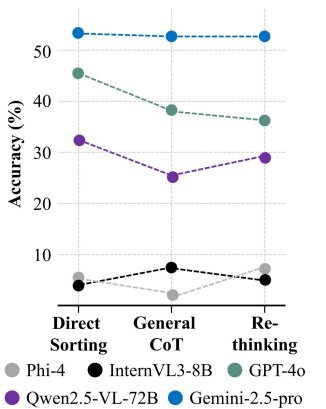 50
40
30
20
10
Accuracy (%)
Direct Sorting
General CoT
Re-thinking
Phi-4
InternVL3-8B
GPT-4o
Qwen2.5-VL-72B
Gemini-2.5-pro